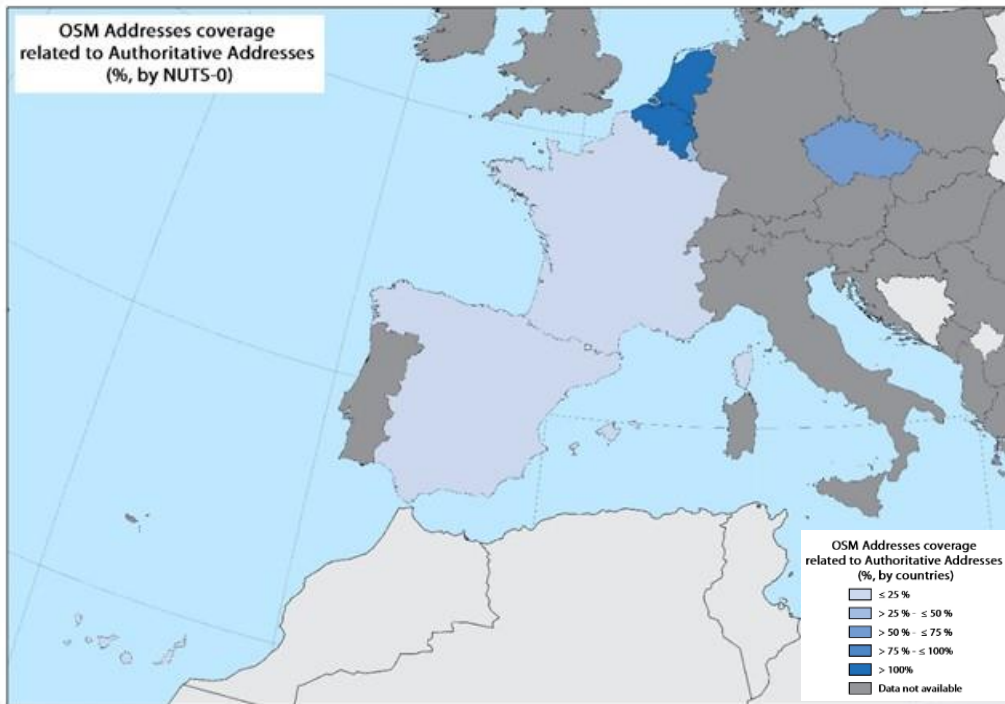 OSM Addresses coverage
related to Authoritative Addresses
(%, by NUTS-0)
OSM Addresses coverage
related to Authoritative Addresses
(%, by countries)
≤ 25 %
> 25 % - ≤ 50 %
> 50 % - ≤ 75 %
> 75 % - ≤ 100%
> 100%
Data not available